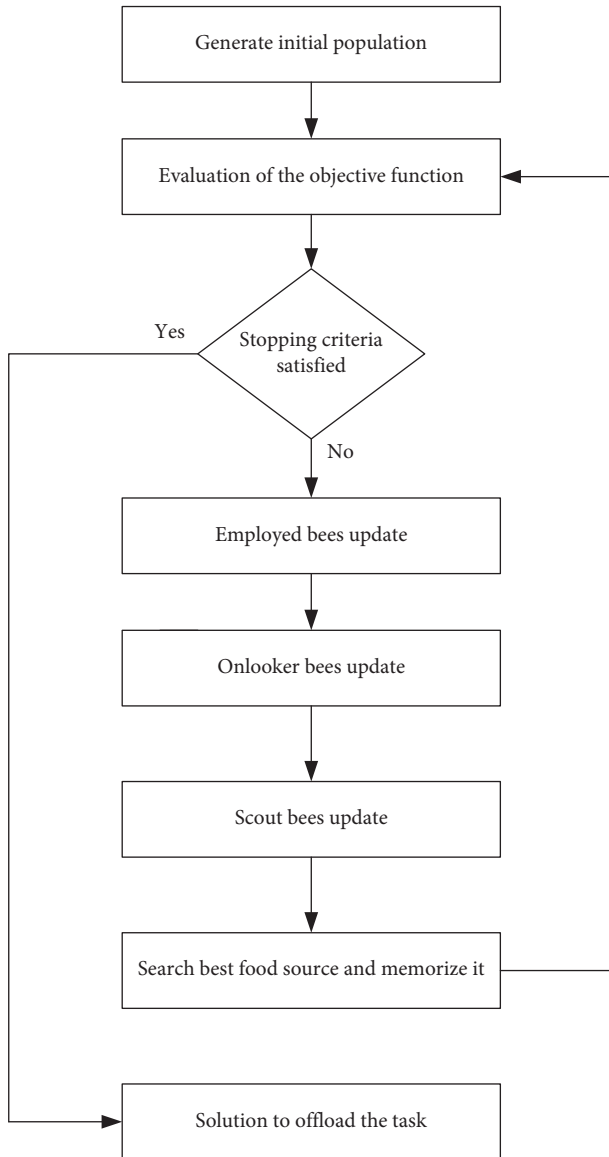 Generate initial population
Evaluation of the objective function
Yes
Stopping criteria
satisfied
No
Employed bees update
Onlooker bees update
Scout bees update
Search best food source and memorize it
Solution to offload the task